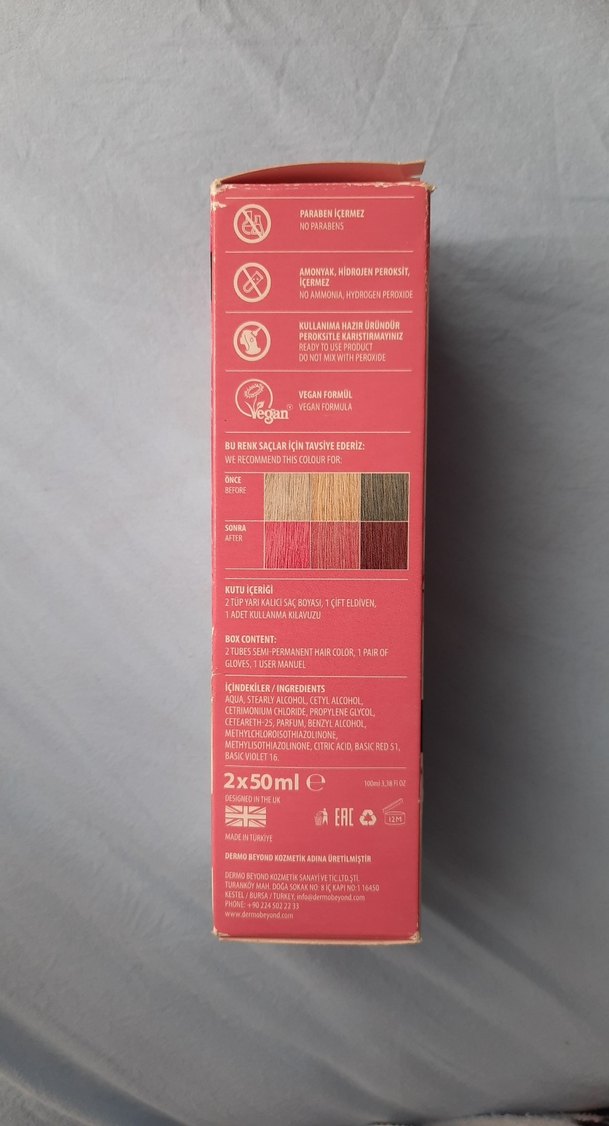 PARABEN İÇERMEZ
NO PARABENS
AMONYAK, HİDROJEN PEROKSİT,
İÇERMEZ
NO AMMONIA, HYDROGEN PEROXIDE
KULLANIMA HAZIR ÜRÜNDÜR
PEROKSİTLE KARISTIRMAYINIZ
READY TO USE PRODUCT
DO NOT MIX WITH PEROXIDE
Vegan
VEGAN FORMÜL
VEGAN FORMULA
BU RENK SAÇLAR İÇİN TAVSİYE EDERİZ:
WE RECOMMEND THIS COLOUR FOR:
ÖNCE
BEFORE
SONRA
AFTER
KUTU İÇERİĞİ
2 TÜP YARI KALICI SAÇ BOYASI, 1 ÇİFT ELDİVEN,
1 ADET KULLANMA KILAVUZU
BOX CONTENT:
2 TUBES SEMI-PERMANENT HAIR COLOR, 1 PAIR OF
GLOVES, 1 USER MANUEL
İÇİNDEKİLER / INGREDIENTS
AQUA, STEARLY ALCOHOL, CETYL ALCOHOL,
CETRIMONIUM CHLORIDE, PROPYLENE GLYCOL,
CETEARETH-25, PARFUM, BENZYL ALCOHOL,
METHYLCHLOROISOTHIAZOLINONE,
METHYLISOTHIAZOLINONE, CITRIC ACID, BASIC RED 51,
BASIC VIOLET 16.
2x50ml ℮
100ml 3,38 Fl OZ
DESIGNED IN THE UK
EAC
12M
MADE IN TURKIYE
DERMO BEYOND KOZMETİK ADINA ÜRETİLMİŞTİR
DERMO BEYOND KOZMETİK SANAYİ VE TİC.LTD.ŞTİ.
TURANKÖY MAH. DOĞA SOKAK NO: 8 İÇ KAPI NO:1 16450
KESTEL / BURSA / TURKEY, info@dermobeyond.com
PHONE: +90 224 502 22 33
www.dermobeyond.com